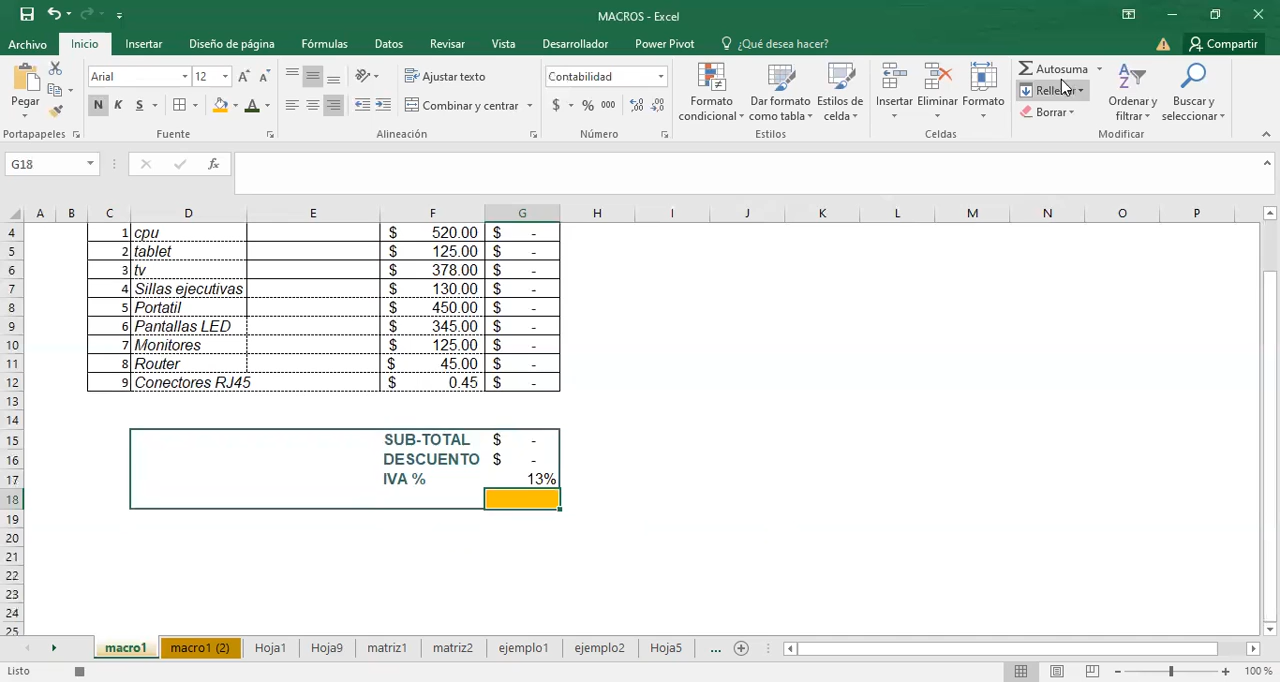 MACROS - Excel
Archivo Inicio Insertar Diseño de página Fórmulas Datos Revisar Vista Desarrollador Power Pivot ¿Qué desea hacer? Compartir
Pegar
Arial 12
N K S
Ajustar texto
Combinar y centrar
Contabilidad
$ % 000
Formato condicional
Dar formato como tabla
Estilos de celda
Insertar Eliminar Formato
Autosuma
Borrar
Ordenar y filtrar
Buscar y seleccionar
Portapapeles Fuente Alineación Número Estilos Celdas Modificar
G18 fx
A B C D E F G H I J K L M N O P
4 1 cpu $ 520.00 $ -
5 2 tablet $ 125.00 $ -
6 3 tv $ 378.00 $ -
7 4 Sillas ejecutivas $ 130.00 $ -
8 5 Portatil $ 450.00 $ -
9 6 Pantallas LED $ 345.00 $ -
10 7 Monitores $ 125.00 $ -
11 8 Router $ 45.00 $ -
12 9 Conectores RJ45 $ 0.45 $ -
13
14
15 SUB-TOTAL $ -
16 DESCUENTO $ -
17 IVA % 13%
18
19
20
21
22
23
24
25
macro1 macro1 (2) Hoja1 Hoja9 matriz1 matriz2 ejemplo1 ejemplo2 Hoja5 ...
Listo 100 %